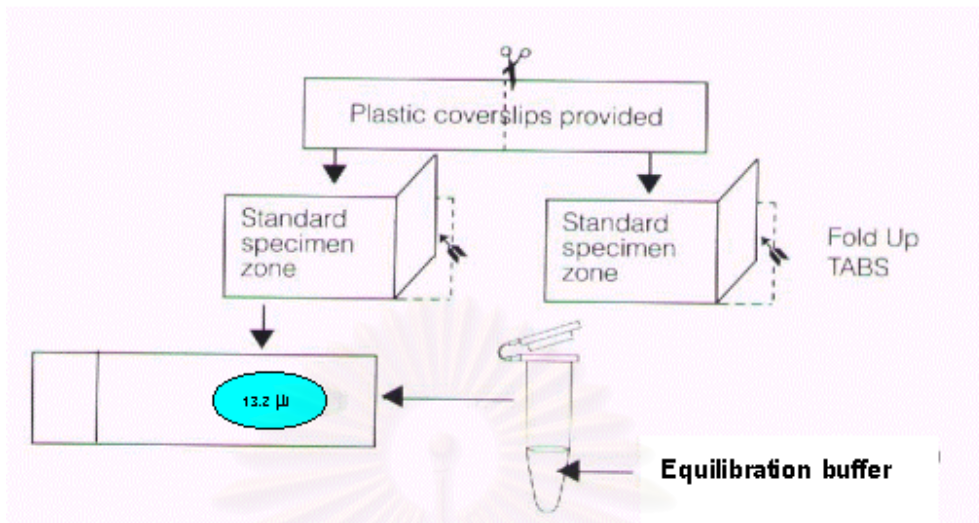 Plastic coverslips provided
Standard
specimen
zone
Standard
specimen
zone
Fold Up
TABS
13.2 µl
Equilibration buffer